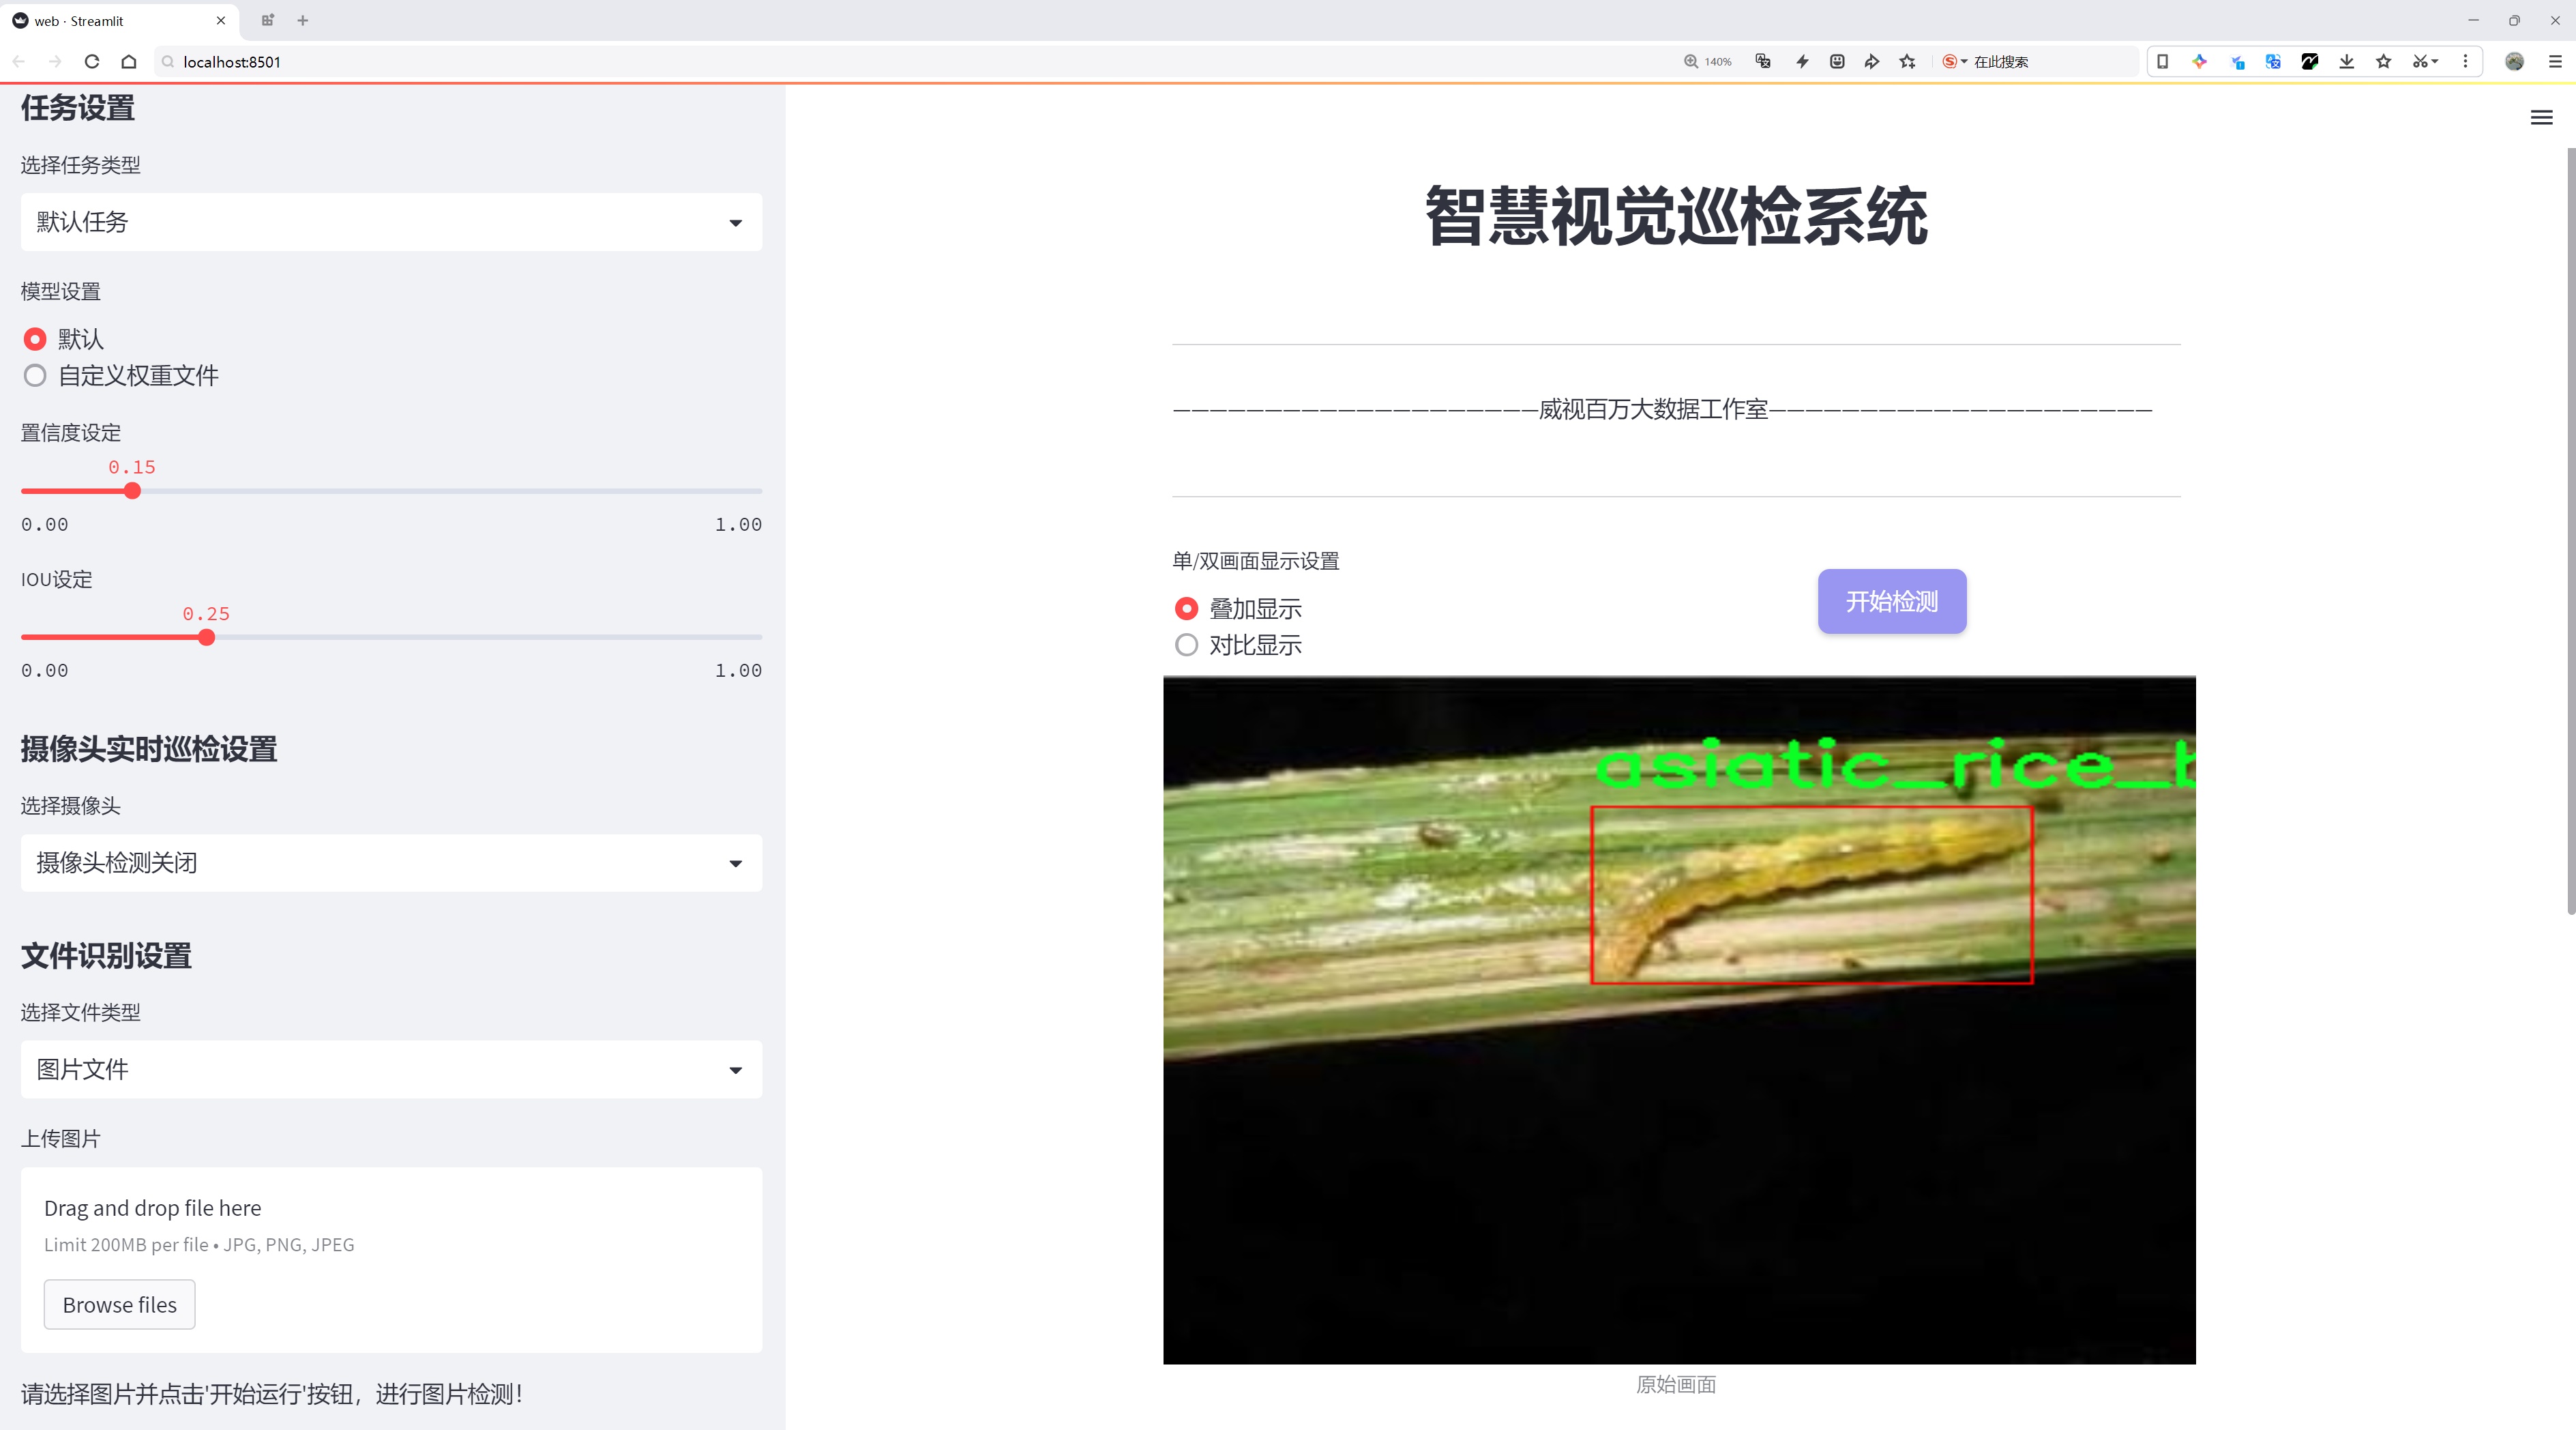 web · Streamlit
localhost:8501
140%
在此搜索
任务设置
选择任务类型
默认任务
模型设置
默认
自定义权重文件
置信度设定
0.15
0.00 1.00
IOU设定
0.25
0.00 1.00
摄像头实时巡检设置
选择摄像头
摄像头检测关闭
文件识别设置
选择文件类型
图片文件
上传图片
Drag and drop file here
Limit 200MB per file • JPG, PNG, JPEG
Browse files
请选择图片并点击'开始运行'按钮，进行图片检测！
智慧视觉巡检系统
————————————————————威视百万大数据工作室—————————————————————
单/双画面显示设置
叠加显示
对比显示
开始检测
asiatic_rice_b
原始画面